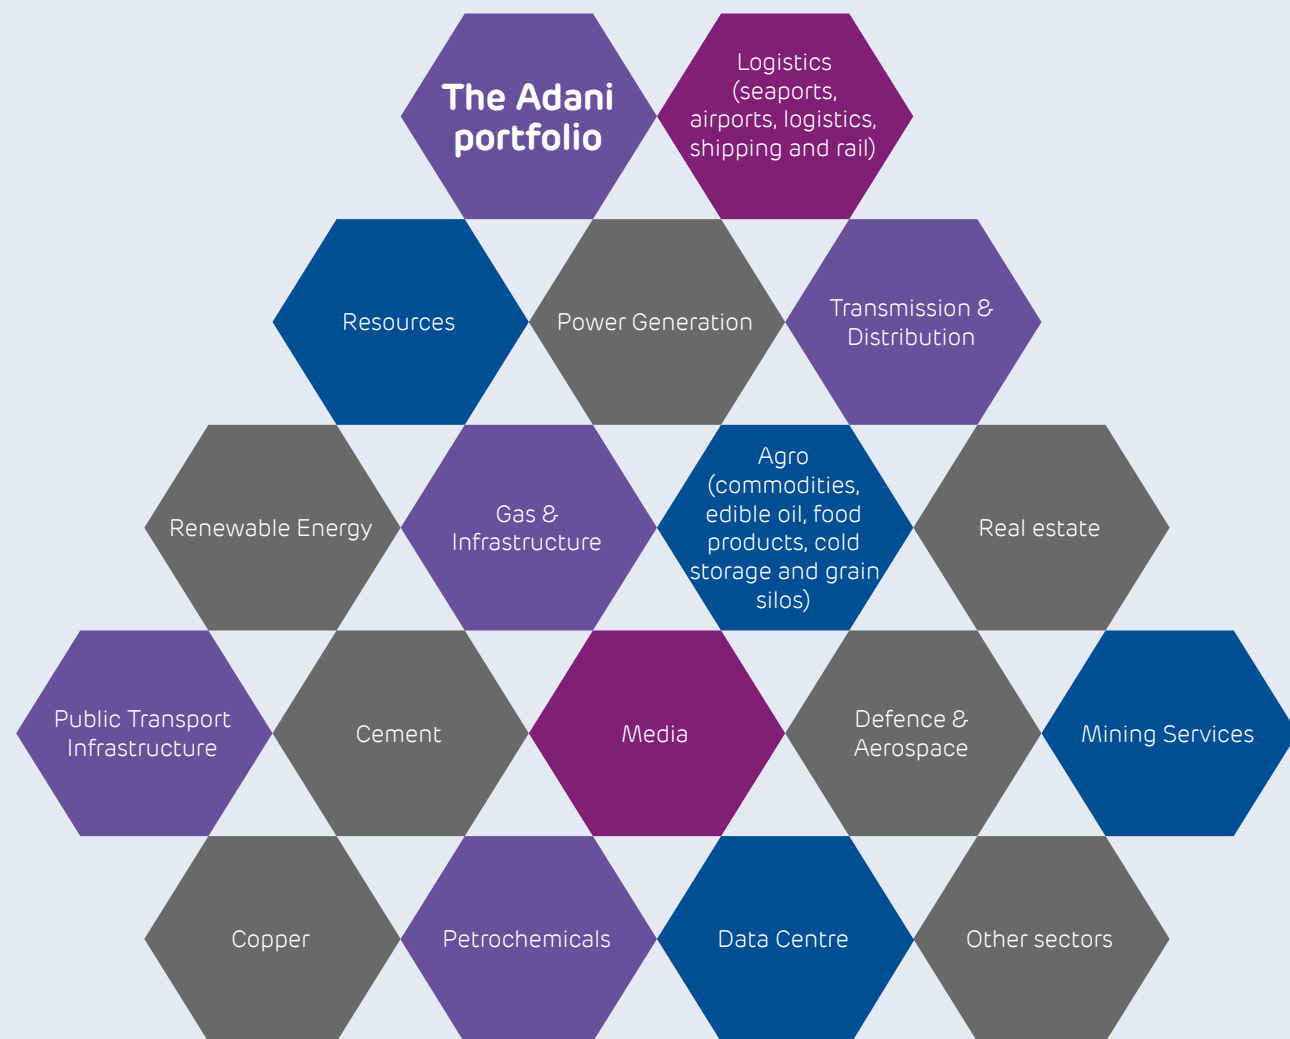 The Adani
portfolio
Logistics
(seaports,
airports, logistics,
shipping and rail)
Resources
Power Generation
Transmission &
Distribution
Renewable Energy
Gas &
Infrastructure
Agro
(commodities,
edible oil, food
products, cold
storage and grain
silos)
Real estate
Public Transport
Infrastructure
Cement
Media
Defence &
Aerospace
Mining Services
Copper
Petrochemicals
Data Centre
Other sectors